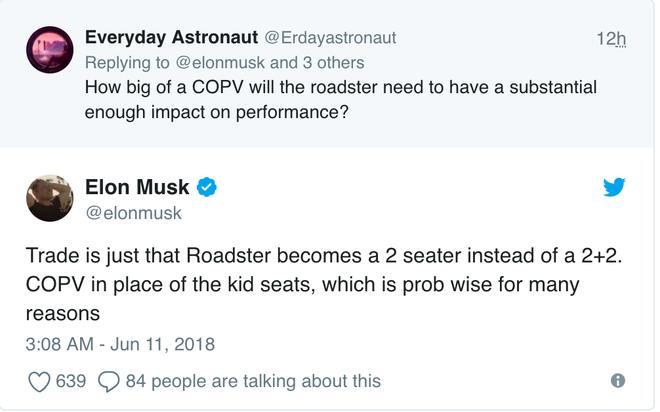 Everyday Astronaut @Erdayastronaut 12h
Replying to @elonmusk and 3 others
How big of a COPV will the roadster need to have a substantial
enough impact on performance?
Elon Musk
@elonmusk
Trade is just that Roadster becomes a 2 seater instead of a 2+2.
COPV in place of the kid seats, which is prob wise for many
reasons
3:08 AM - Jun 11, 2018
639 84 people are talking about this